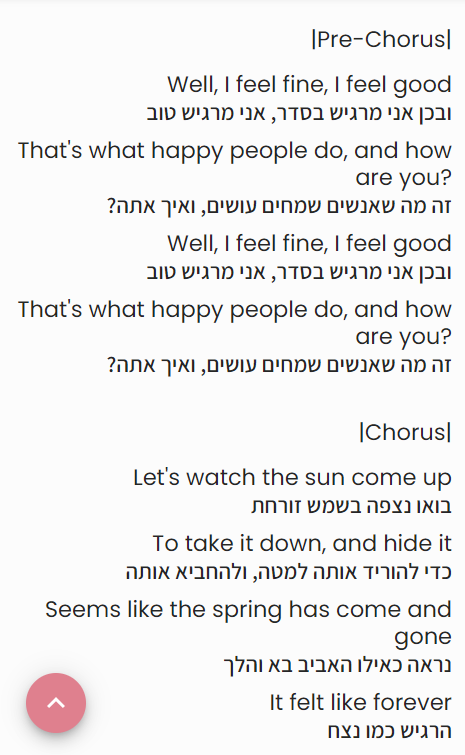 |Pre-Chorus|
Well, I feel fine, I feel good
ובכן אני מרגיש בסדר, אני מרגיש טוב
That's what happy people do, and how
are you?
זה מה שאנשים שמחים עושים, ואיך אתה?
Well, I feel fine, I feel good
ובכן אני מרגיש בסדר, אני מרגיש טוב
That's what happy people do, and how
are you?
זה מה שאנשים שמחים עושים, ואיך אתה?
|Chorus|
Let's watch the sun come up
בואו נצפה בשמש זורחת
To take it down, and hide it
כדי להוריד אותה למטה, ולהחביא אותה
Seems like the spring has come and
gone
נראה כאילו האביב בא והלך
It felt like forever
הרגיש כמו נצח